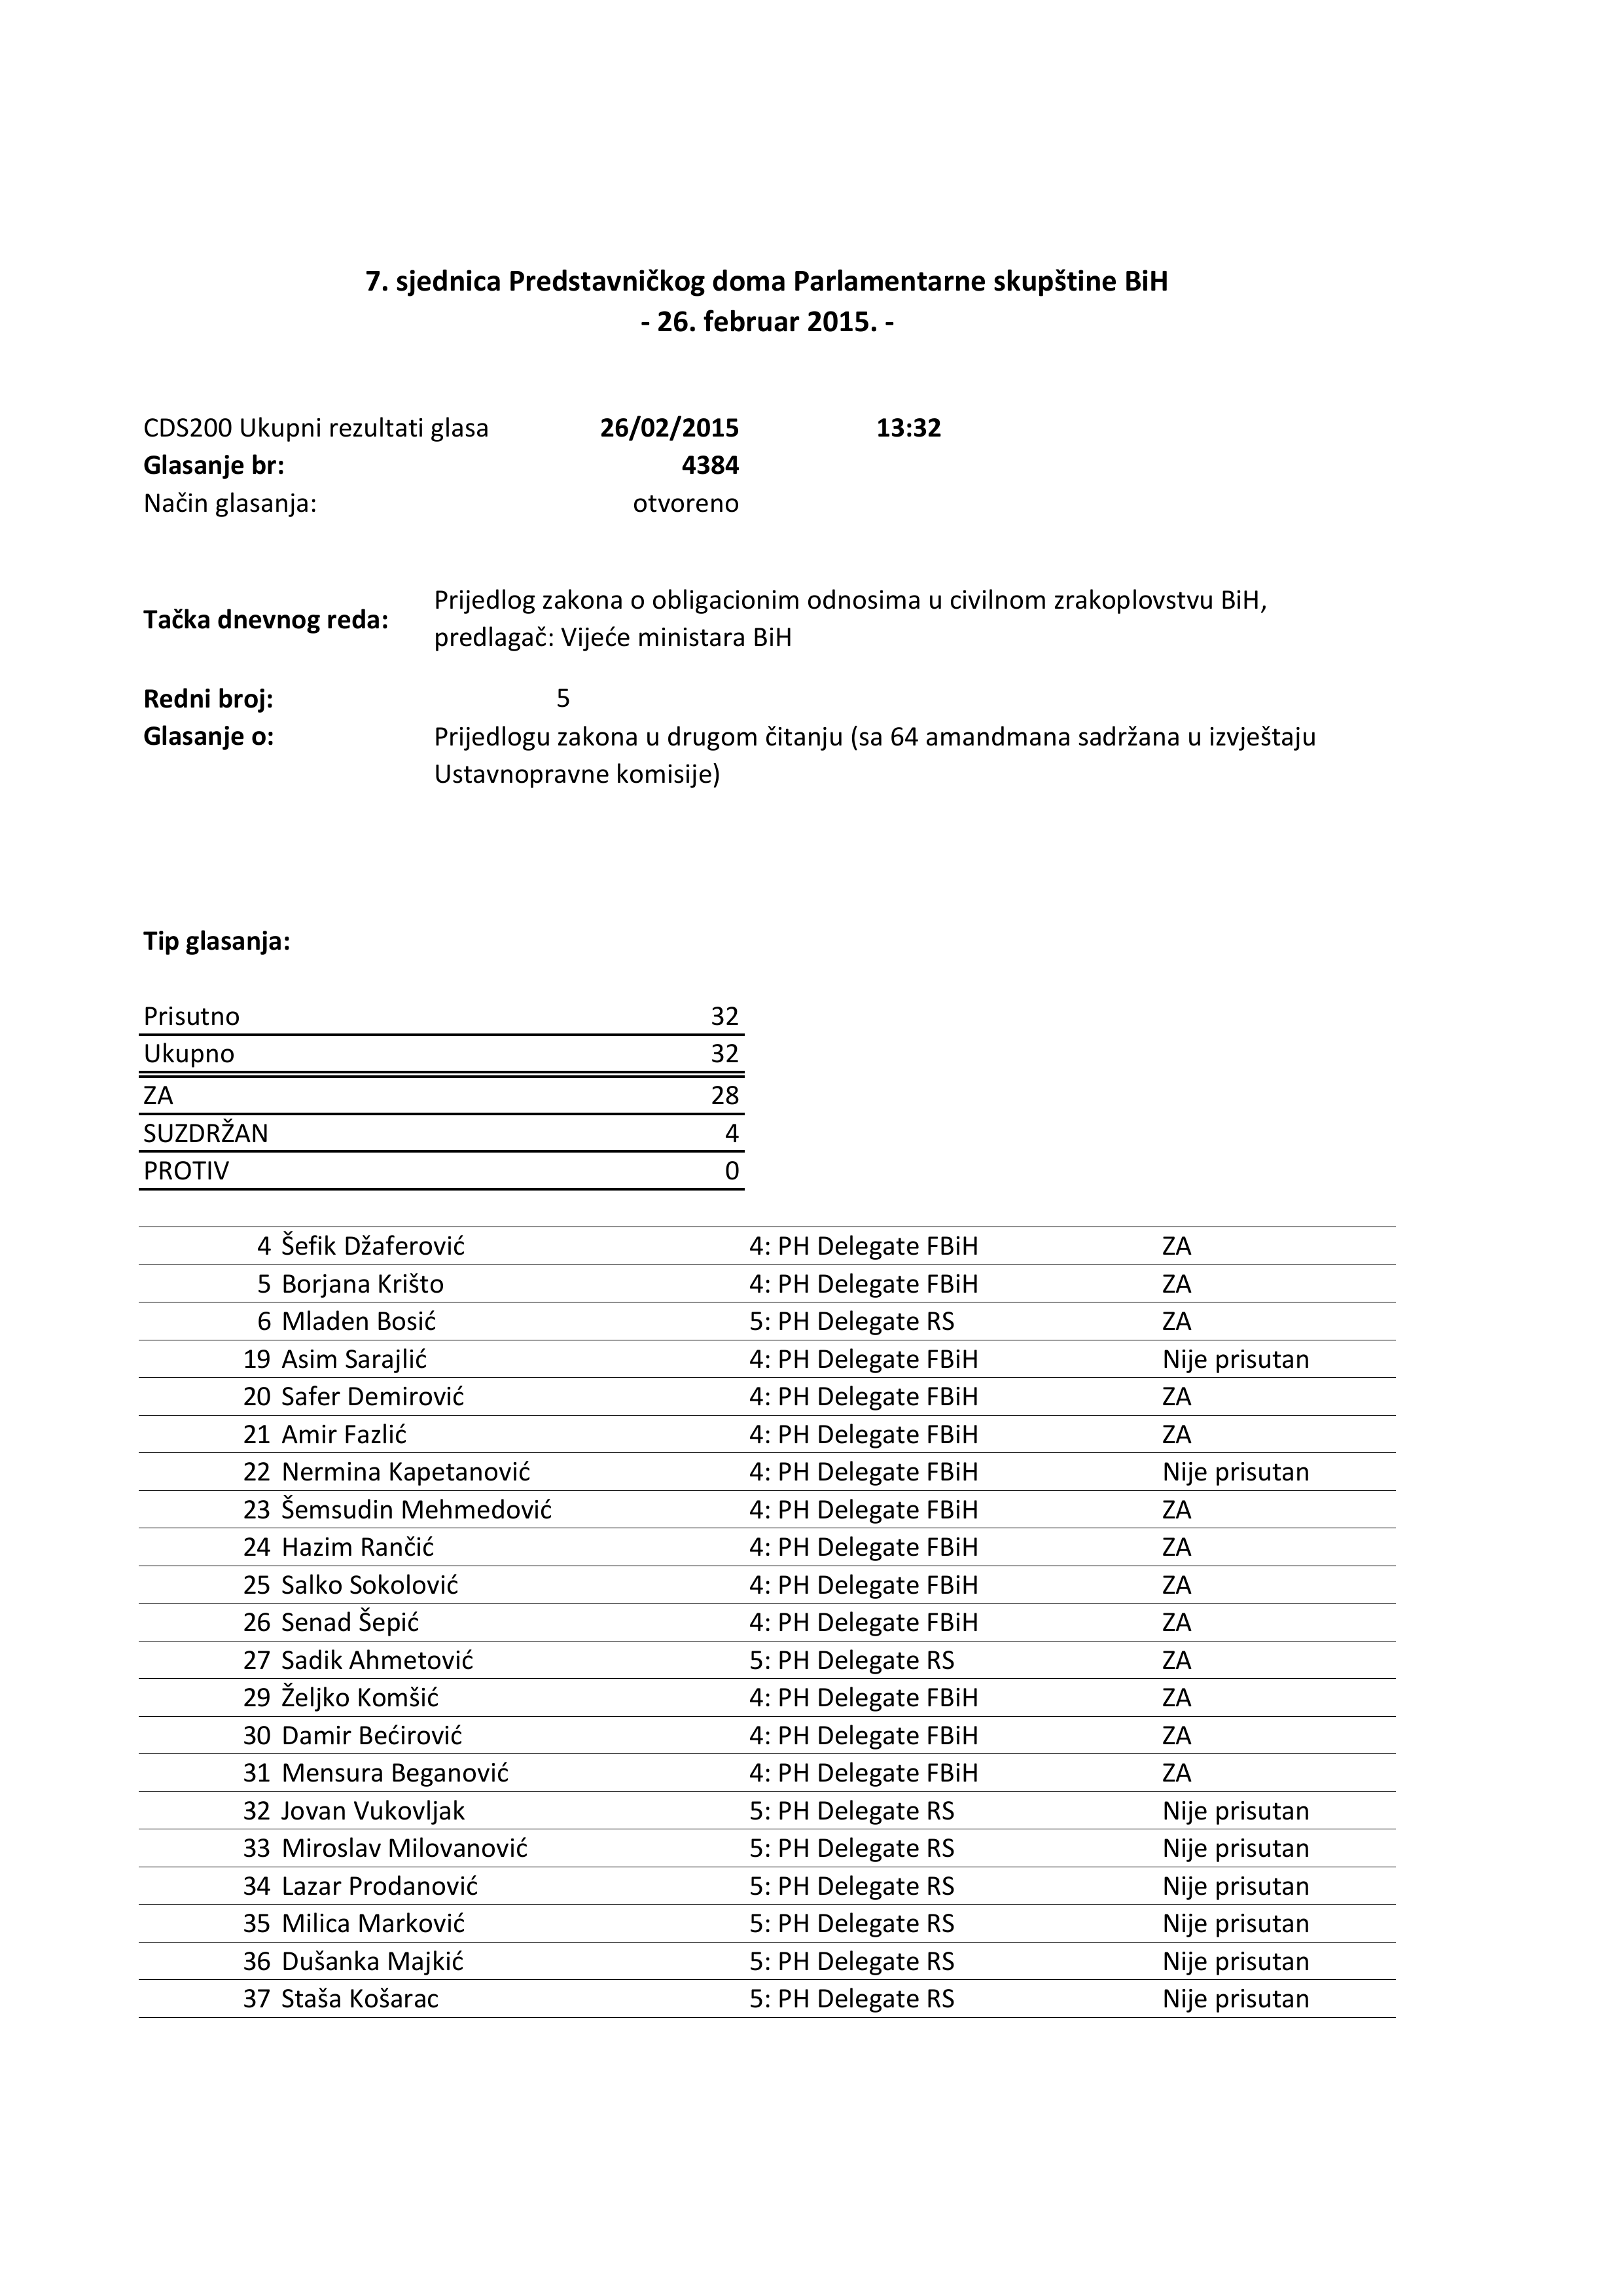 7. sjednica Predstavničkog doma Parlamentarne skupštine BiH
- 26. februar 2015. -
CDS200 Ukupni rezultati glasa 26/02/2015 13:32
Glasanje br: 4384
Način glasanja: otvoreno
Tačka dnevnog reda: Prijedlog zakona o obligacionim odnosima u civilnom zrakoplovstvu BiH,
predlagač: Vijeće ministara BiH
Redni broj: 5
Glasanje o: Prijedlogu zakona u drugom čitanju (sa 64 amandmana sadržana u izvještaju
Ustavnopravne komisije)
Tip glasanja:
Prisutno 32
Ukupno 32
ZA 28
SUZDRŽAN 4
PROTIV 0
4 Šefik Džaferović 4: PH Delegate FBiH ZA
5 Borjana Krišto 4: PH Delegate FBiH ZA
6 Mladen Bosić 5: PH Delegate RS ZA
19 Asim Sarajlić 4: PH Delegate FBiH Nije prisutan
20 Safer Demirović 4: PH Delegate FBiH ZA
21 Amir Fazlić 4: PH Delegate FBiH ZA
22 Nermina Kapetanović 4: PH Delegate FBiH Nije prisutan
23 Šemsudin Mehmedović 4: PH Delegate FBiH ZA
24 Hazim Rančić 4: PH Delegate FBiH ZA
25 Salko Sokolović 4: PH Delegate FBiH ZA
26 Senad Šepić 4: PH Delegate FBiH ZA
27 Sadik Ahmetović 5: PH Delegate RS ZA
29 Željko Komšić 4: PH Delegate FBiH ZA
30 Damir Bećirović 4: PH Delegate FBiH ZA
31 Mensura Beganović 4: PH Delegate FBiH ZA
32 Jovan Vukovljak 5: PH Delegate RS Nije prisutan
33 Miroslav Milovanović 5: PH Delegate RS Nije prisutan
34 Lazar Prodanović 5: PH Delegate RS Nije prisutan
35 Milica Marković 5: PH Delegate RS Nije prisutan
36 Dušanka Majkić 5: PH Delegate RS Nije prisutan
37 Staša Košarac 5: PH Delegate RS Nije prisutan